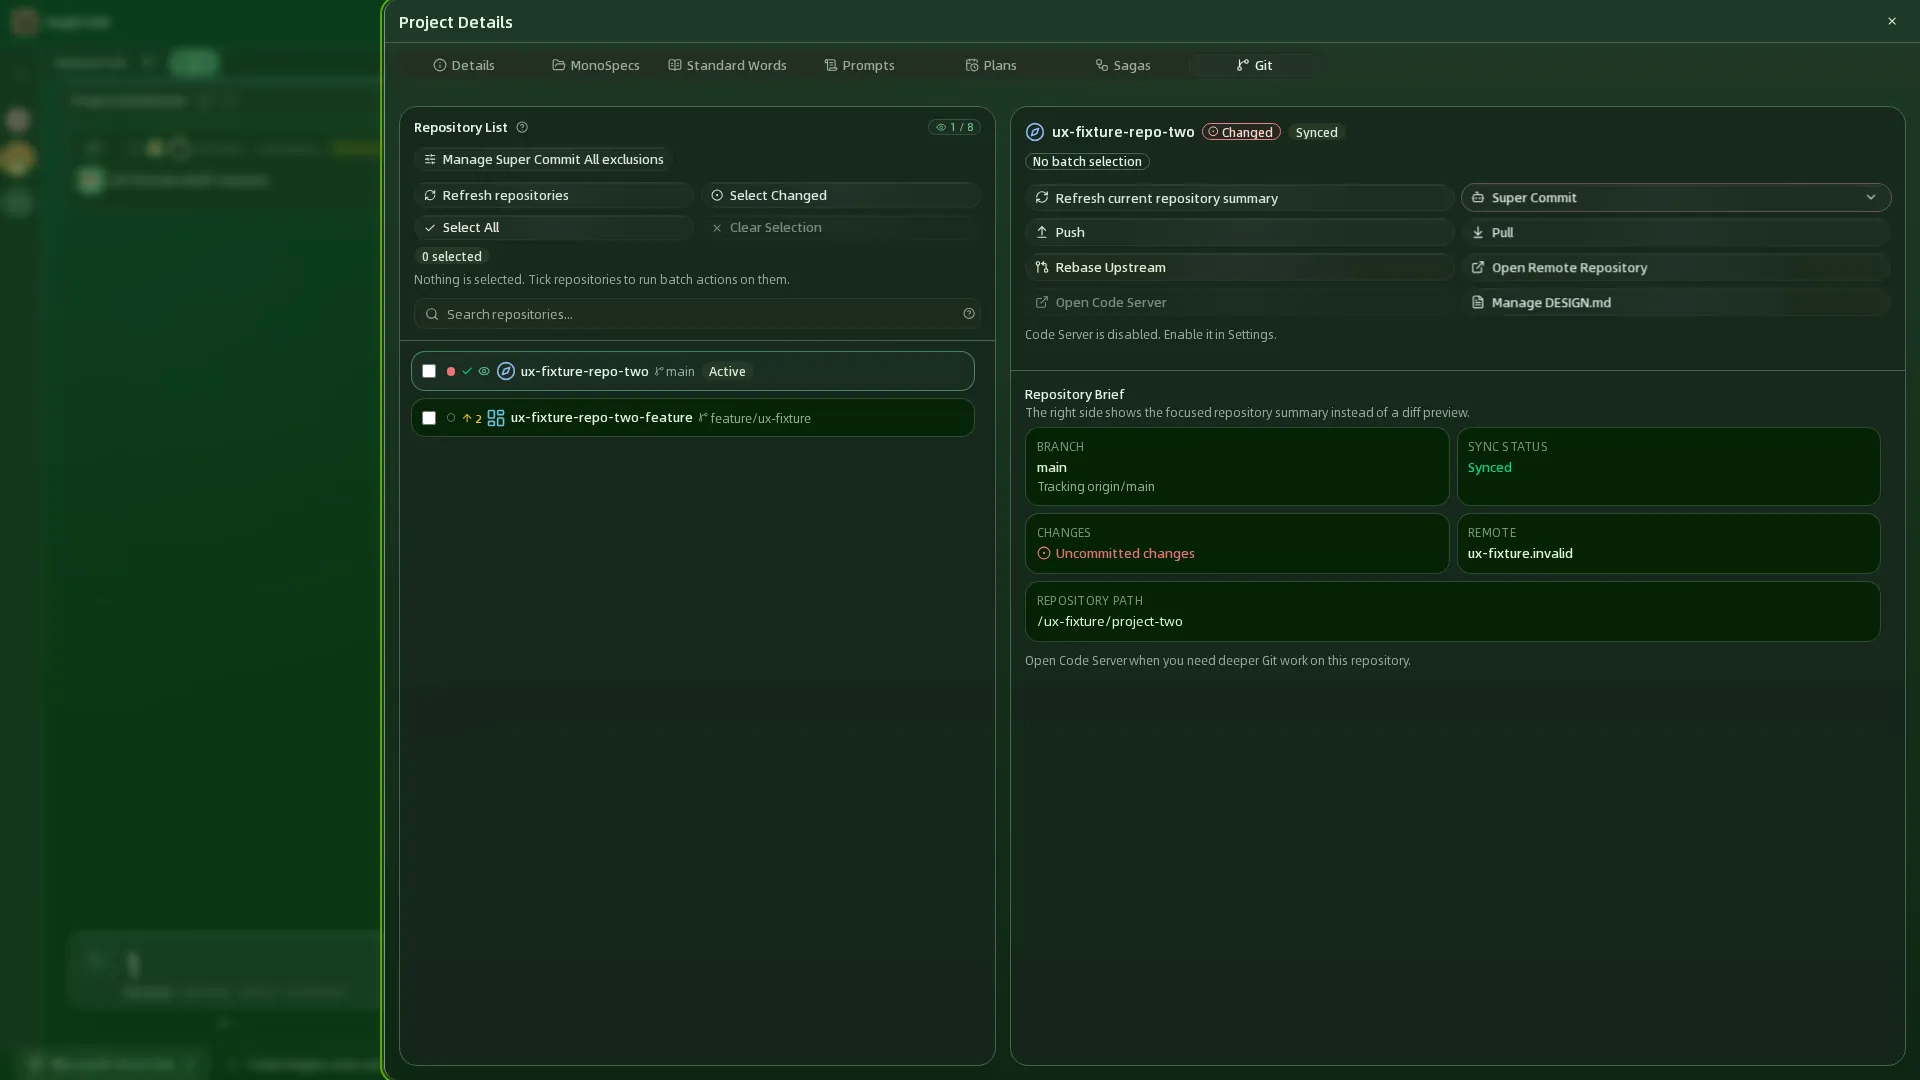 Project Details
Details
MonoSpecs
Standard Words
Prompts
Plans
Sagas
Git
Repository List
1 / 8
Manage Super Commit All exclusions
Refresh repositories
Select Changed
Select All
Clear Selection
0 selected
Nothing is selected. Tick repositories to run batch actions on them.
Search repositories...
ux-fixture-repo-two main Active
2 ux-fixture-repo-two-feature feature/ux-fixture
ux-fixture-repo-two Changed Synced
No batch selection
Refresh current repository summary
Super Commit
Push
Pull
Rebase Upstream
Open Remote Repository
Open Code Server
Manage DESIGN.md
Code Server is disabled. Enable it in Settings.
Repository Brief
The right side shows the focused repository summary instead of a diff preview.
BRANCH
main
Tracking origin/main
SYNC STATUS
Synced
CHANGES
Uncommitted changes
REMOTE
ux-fixture.invalid
REPOSITORY PATH
/ux-fixture/project-two
Open Code Server when you need deeper Git work on this repository.